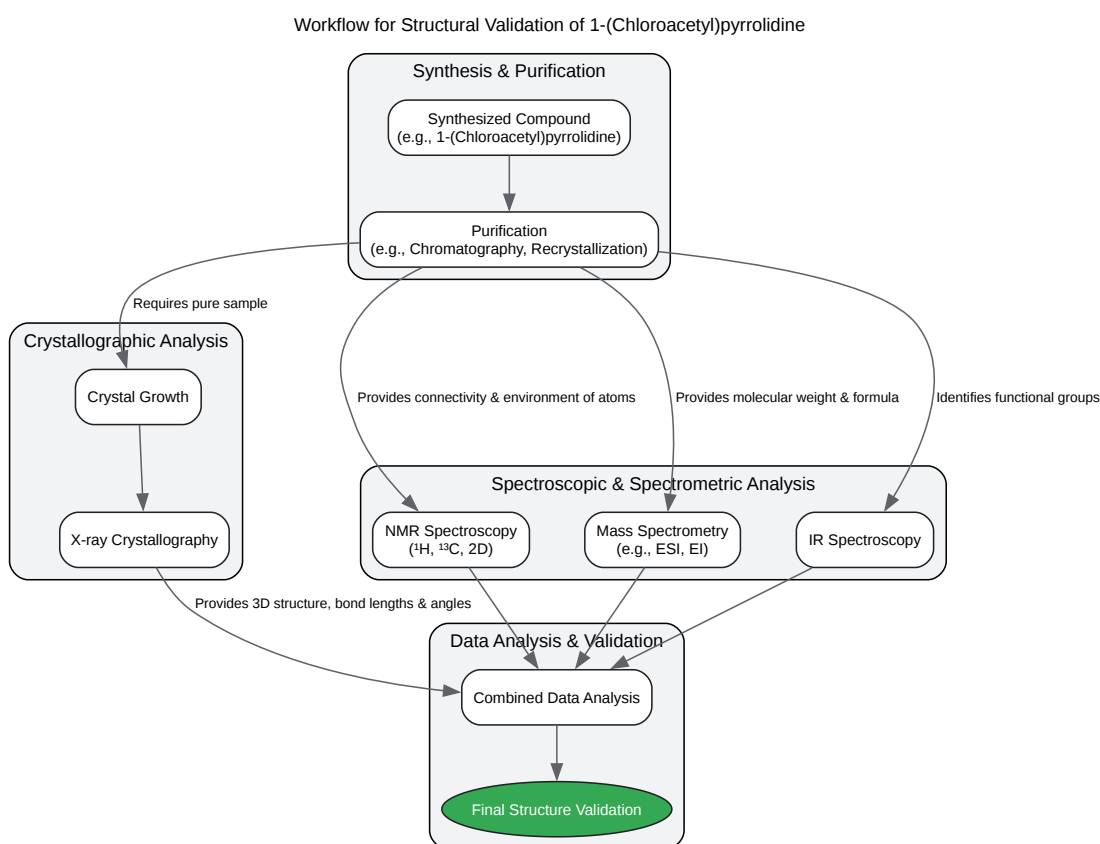 Workflow for Structural Validation of 1-(Chloroacetyl)pyrrolidine
Synthesis & Purification
Synthesized Compound
(e.g., 1-(Chloroacetyl)pyrrolidine)
Purification
(e.g., Chromatography, Recrystallization)
Requires pure sample
Crystallographic Analysis
Crystal Growth
Provides connectivity & environment of atoms
Provides molecular weight & formula
Identifies functional groups
Spectroscopic & Spectrometric Analysis
X-ray Crystallography
NMR Spectroscopy
(¹H, ¹³C, 2D)
Mass Spectrometry
(e.g., ESI, EI)
IR Spectroscopy
Provides 3D structure, bond lengths & angles
Data Analysis & Validation
Combined Data Analysis
Final Structure Validation